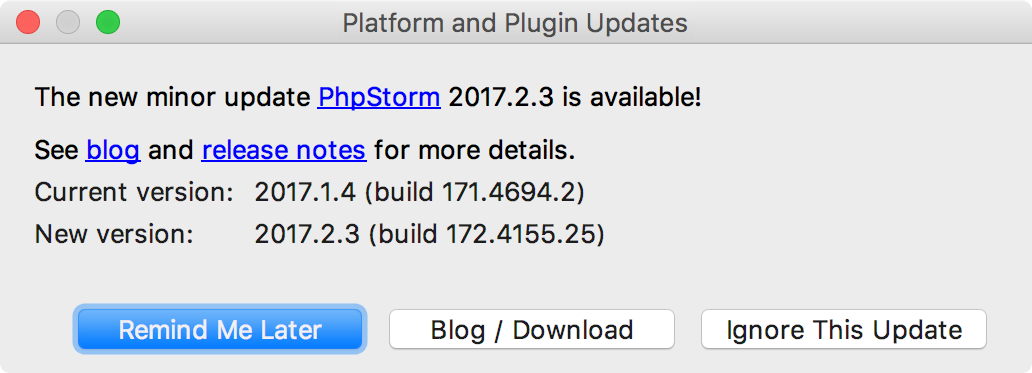 Platform and Plugin Updates
The new minor update PhpStorm 2017.2.3 is available!
See blog and release notes for more details.
Current version: 2017.1.4 (build 171.4694.2)
New version: 2017.2.3 (build 172.4155.25)
Remind Me Later Blog / Download Ignore This Update